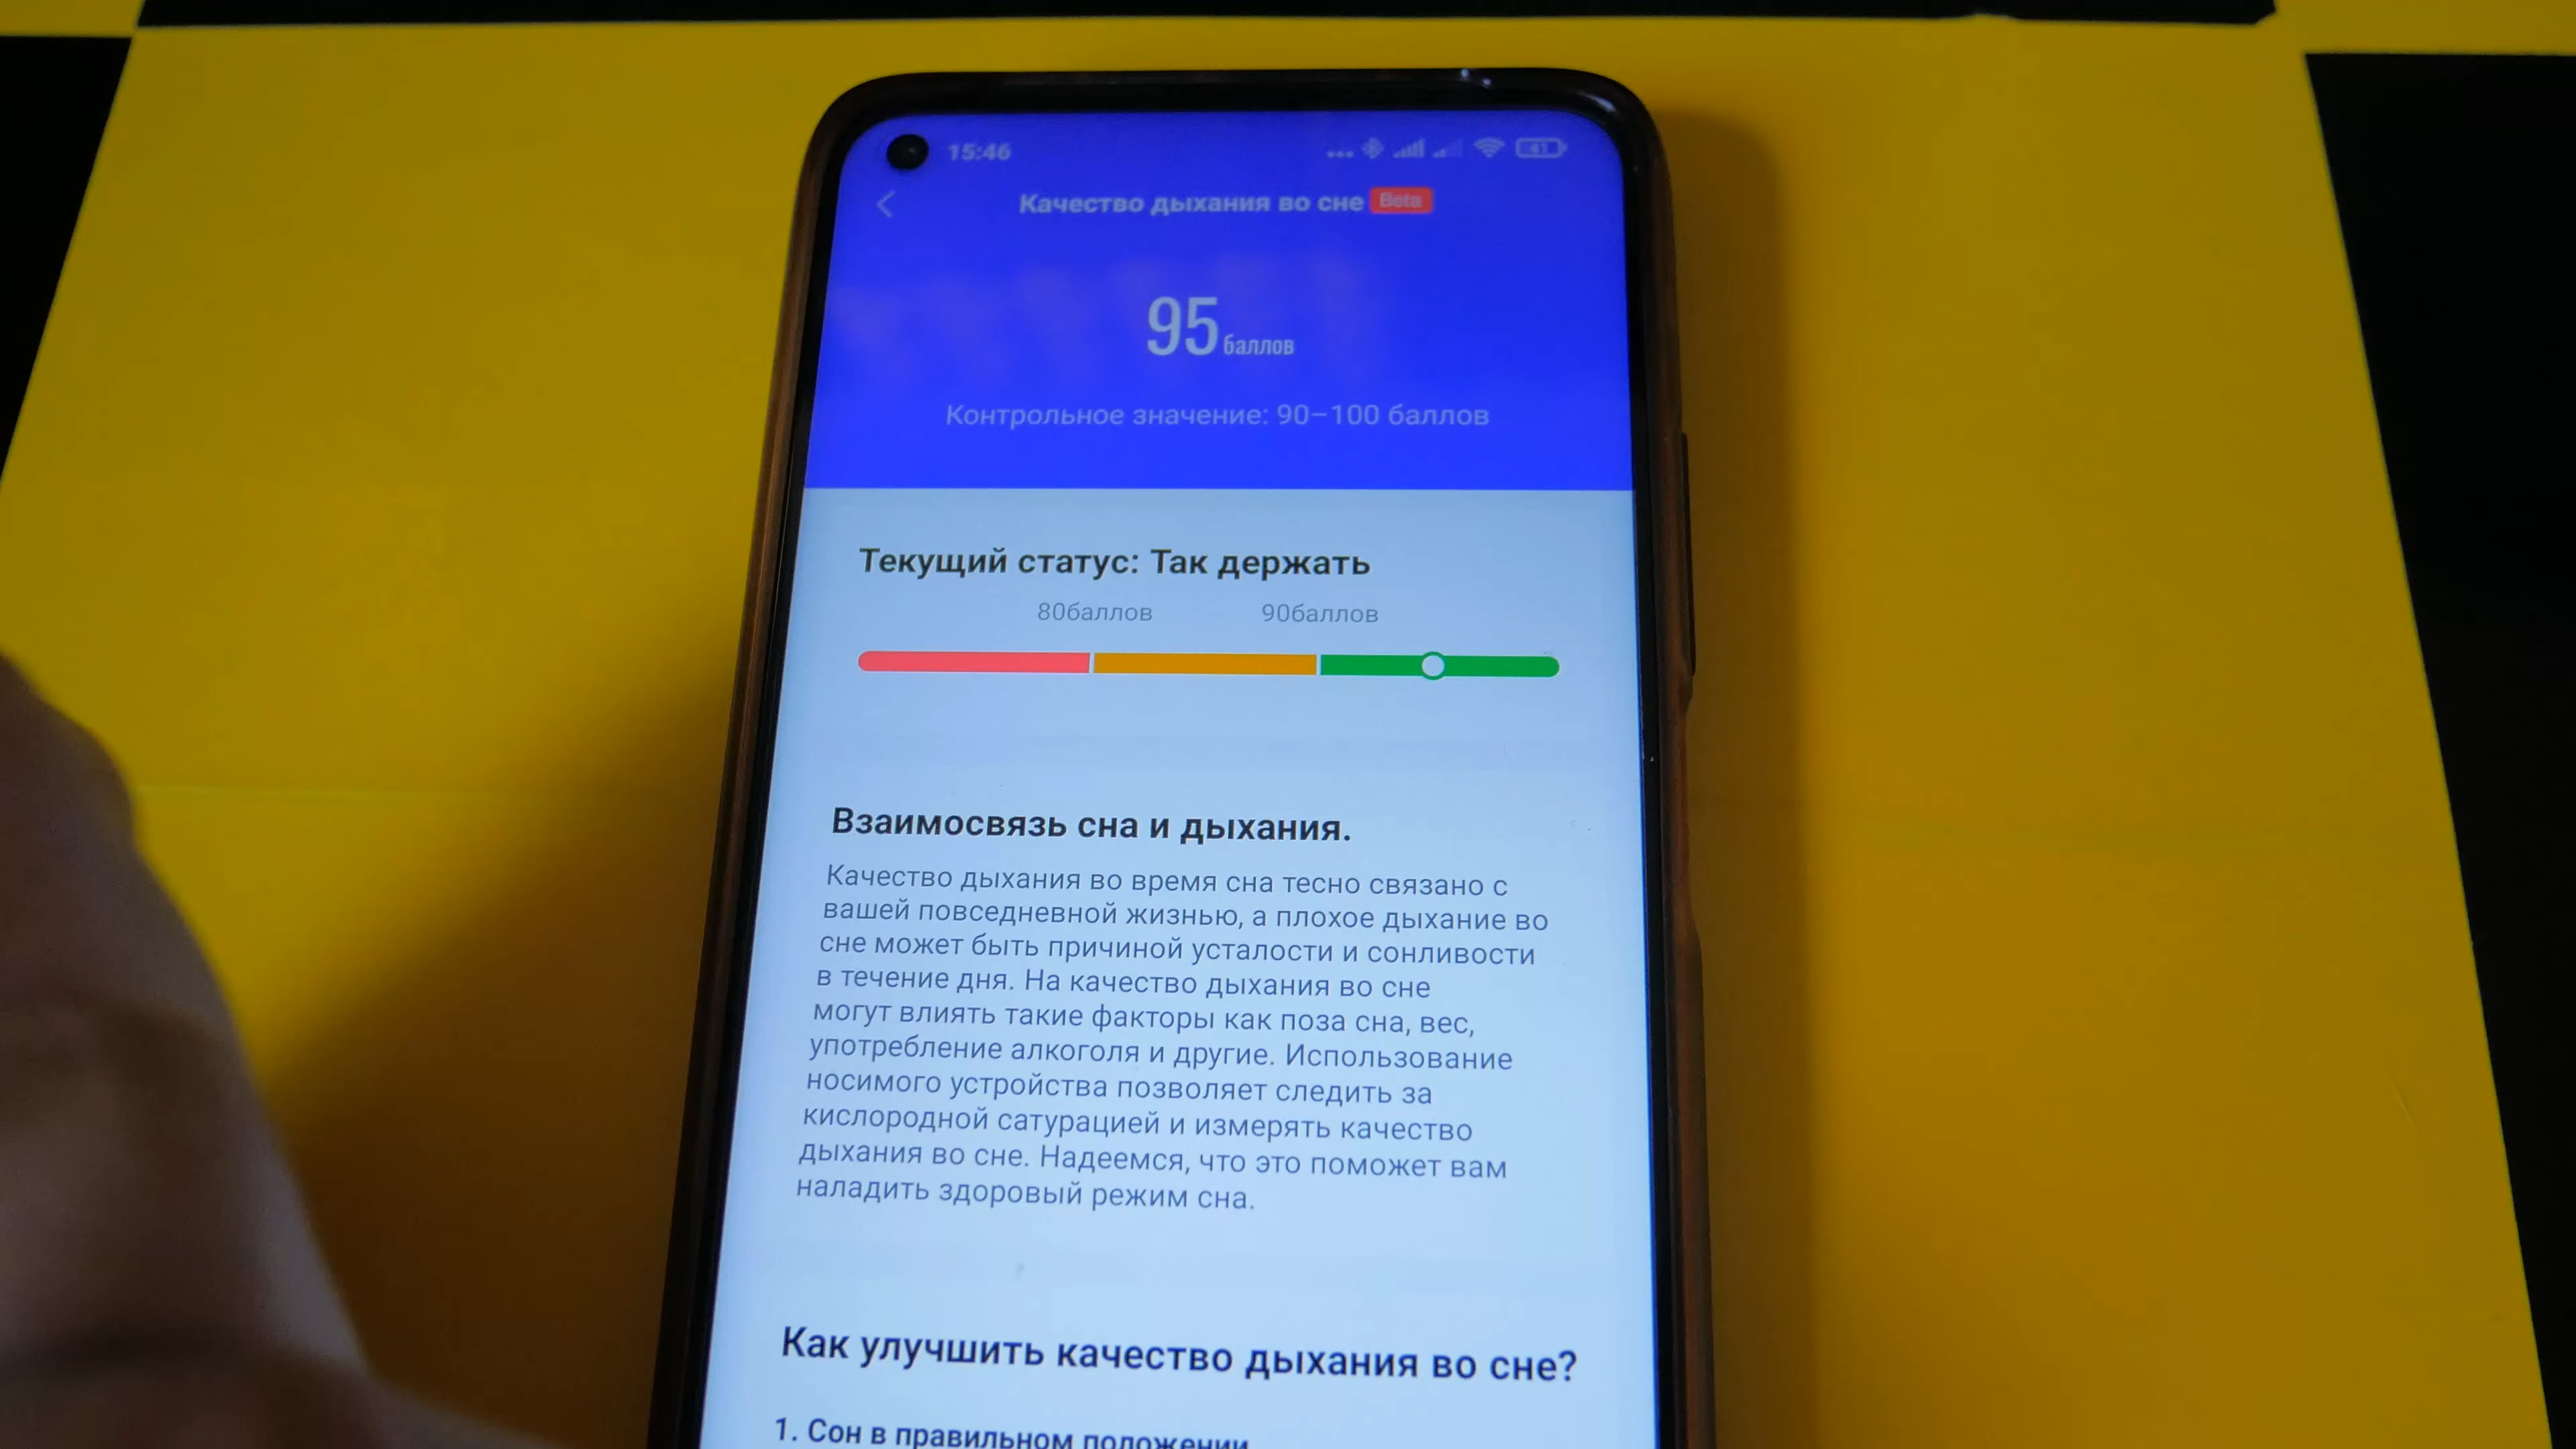 15:46
41
Качество дыхания во сне Beta
95 баллов
Контрольное значение: 90–100 баллов
Текущий статус: Так держать
80баллов 90баллов
Взаимосвязь сна и дыхания.
Качество дыхания во время сна тесно связано с
вашей повседневной жизнью, а плохое дыхание во
сне может быть причиной усталости и сонливости
в течение дня. На качество дыхания во сне
могут влиять такие факторы как поза сна, вес,
употребление алкоголя и другие. Использование
носимого устройства позволяет следить за
кислородной сатурацией и измерять качество
дыхания во сне. Надеемся, что это поможет вам
наладить здоровый режим сна.
Как улучшить качество дыхания во сне?
1. Сон в правильном положении